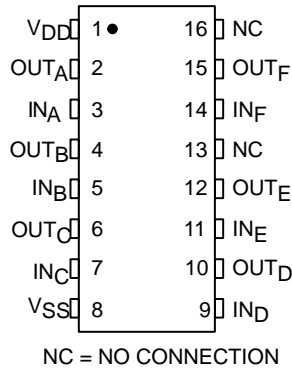 VDD 1 16 NC
OUTA 2 15 OUTF
INA 3 14 INF
OUTB 4 13 NC
INB 5 12 OUTE
OUTC 6 11 INE
INC 7 10 OUTD
VSS 8 9 IND
NC = NO CONNECTION